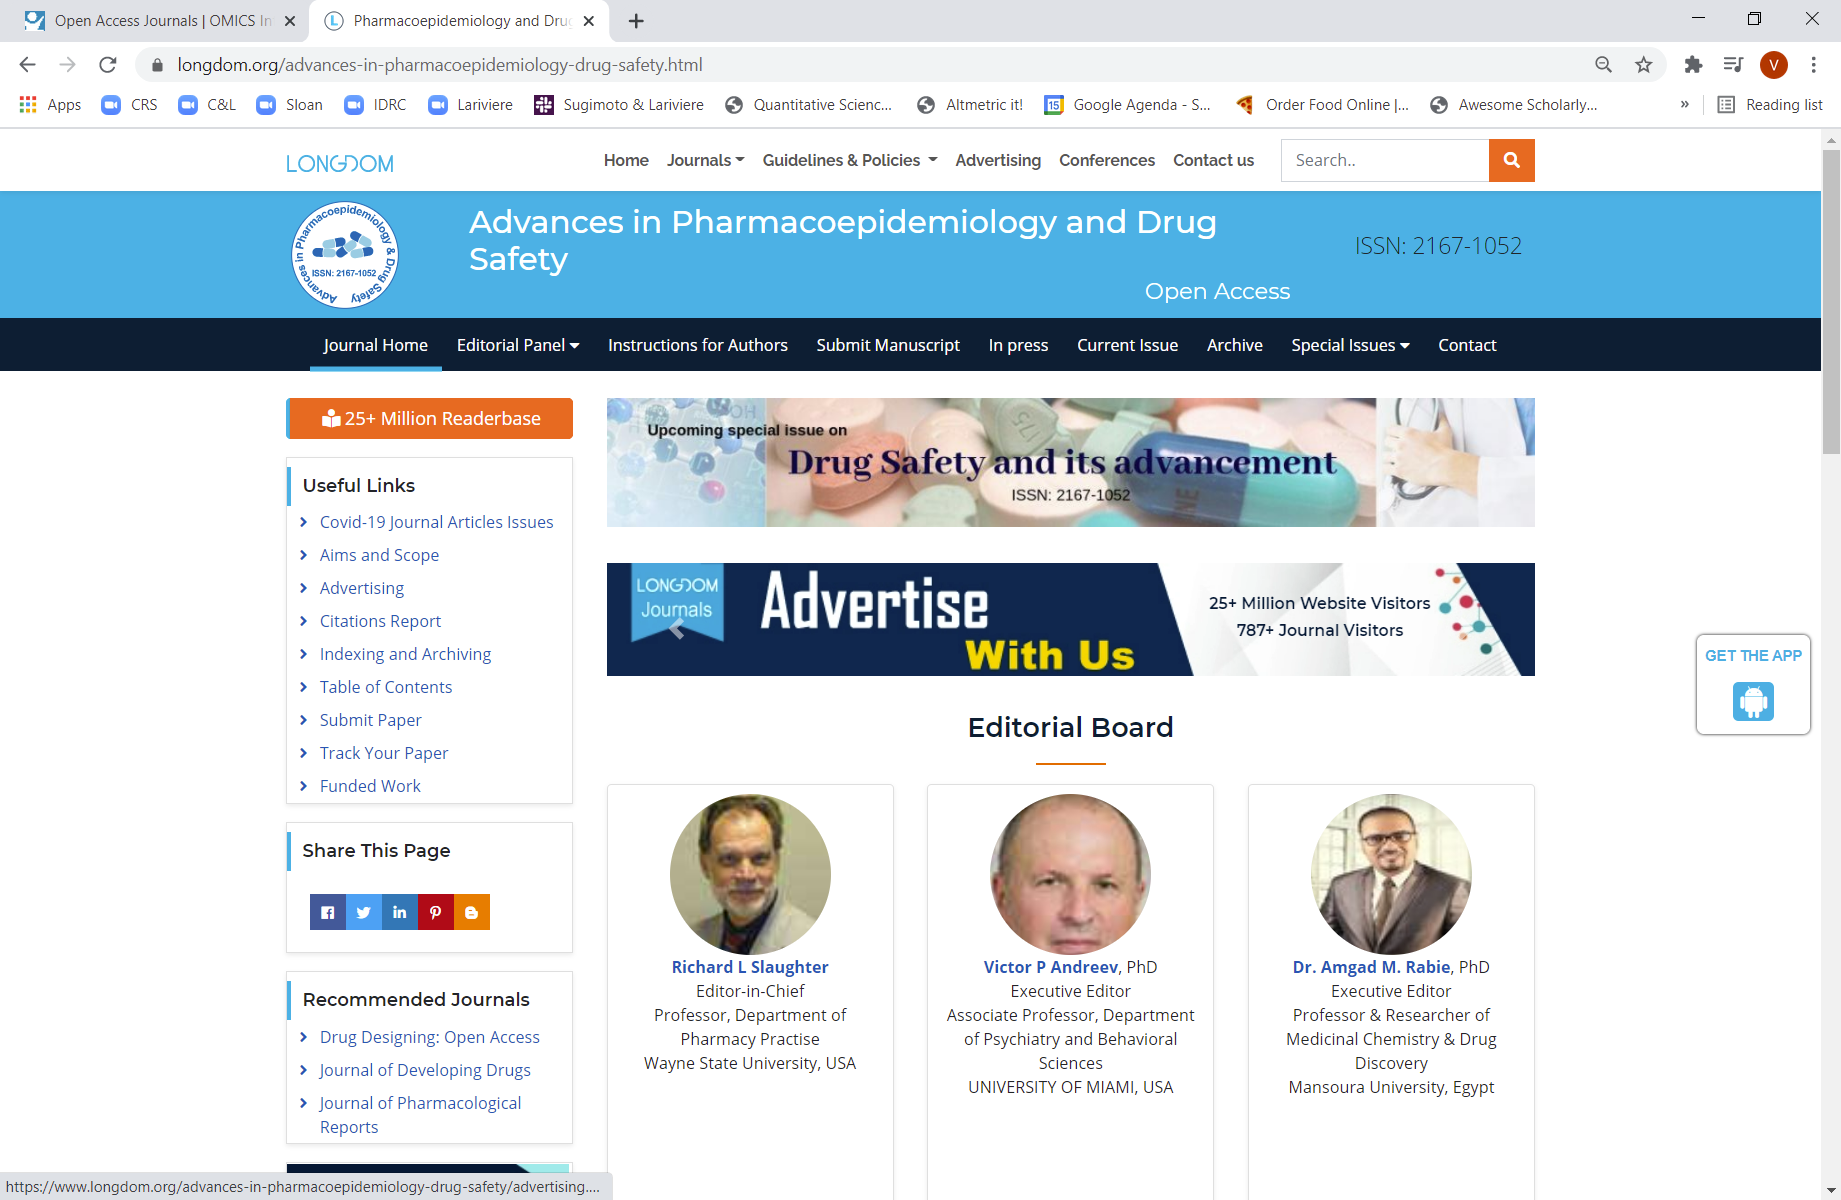 Open Access Journals | OMICS In
Pharmacoepidemiology and Dru
longdom.org/advances-in-pharmacoepidemiology-drug-safety.html
V
Apps
CRS
C&L
Sloan
IDRC
Lariviere
Sugimoto & Lariviere
Quantitative Scienc...
Altmetric it!
15
Google Agenda - S...
Order Food Online |...
Awesome Scholarly...
»
Reading list
LONGDOM
Home
Journals
Guidelines & Policies
Advertising
Conferences
Contact us
Search..
Advances in Pharmacoepidemiology & Drug Safety
ISSN: 2167-1052
Advances in Pharmacoepidemiology and Drug
Safety
ISSN: 2167-1052
Open Access
Journal Home
Editorial Panel
Instructions for Authors
Submit Manuscript
In press
Current Issue
Archive
Special Issues
Contact
25+ Million Readerbase
Useful Links
Covid-19 Journal Articles Issues
Aims and Scope
Advertising
Citations Report
Indexing and Archiving
Table of Contents
Submit Paper
Track Your Paper
Funded Work
Share This Page
Recommended Journals
Drug Designing: Open Access
Journal of Developing Drugs
Journal of Pharmacological
Reports
Upcoming special issue on
Drug Safety and its advancement
ISSN: 2167-1052
LONGDOM
Journals
Advertise
With Us
25+ Million Website Visitors
787+ Journal Visitors
GET THE APP
Editorial Board
Richard L Slaughter
Editor-in-Chief
Professor, Department of
Pharmacy Practise
Wayne State University, USA
Victor P Andreev, PhD
Executive Editor
Associate Professor, Department
of Psychiatry and Behavioral
Sciences
UNIVERSITY OF MIAMI, USA
Dr. Amgad M. Rabie, PhD
Executive Editor
Professor & Researcher of
Medicinal Chemistry & Drug
Discovery
Mansoura University, Egypt
https://www.longdom.org/advances-in-pharmacoepidemiology-drug-safety/advertising....